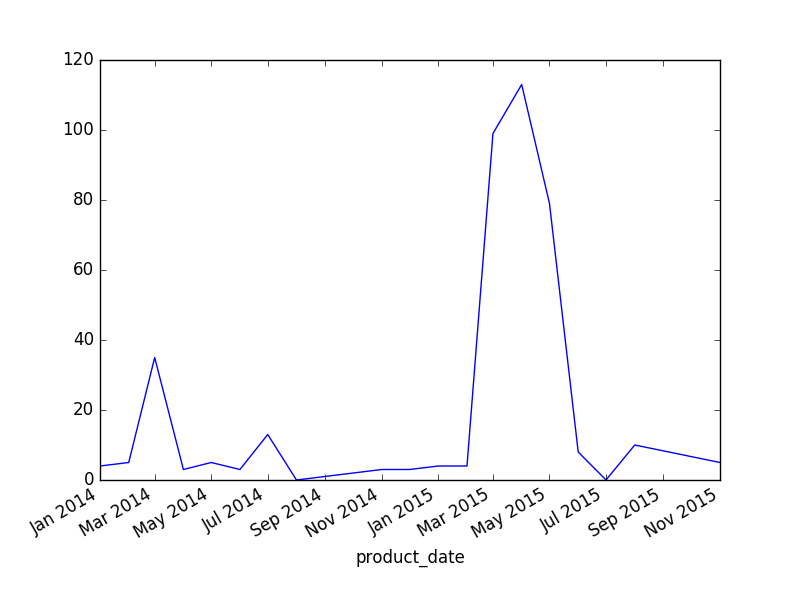 120
100
80
60
40
20
0
Jan 2014
Mar 2014
May 2014
Jul 2014
Sep 2014
Nov 2014
Jan 2015
Mar 2015
May 2015
Jul 2015
Sep 2015
Nov 2015
product_date